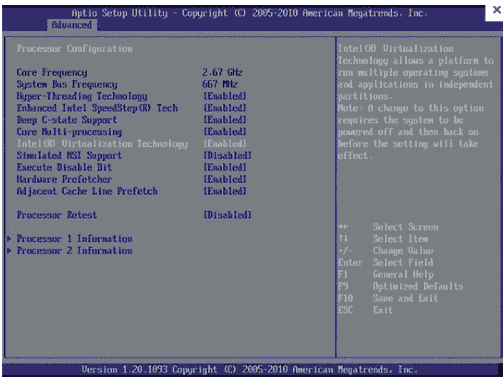 Aptio Setup Utility - Copyright (C) 2005-2010 American Megatrends, Inc.
Advanced
Processor Configuration
Core Frequency 2.67 GHz
System Bus Frequency 667 MHz
Hyper-Threading Technology [Enabled]
Enhanced Intel SpeedStep(R) Tech [Enabled]
Deep C-state Support [Enabled]
Core Multi-processing [Enabled]
Intel(R) Virtualization Technology [Enabled]
Simulated MSI Support [Disabled]
Execute Disable Bit [Enabled]
Hardware Prefetcher [Enabled]
Adjacent Cache Line Prefetch [Enabled]
Processor Retest [Disabled]
Processor 1 Information
Processor 2 Information
Intel(R) Virtualization
Technology allows a platform to
run multiple operating systems
and applications in independent
partitions.
Note: A change to this option
requires the system to be
powered off and then back on
before the setting will take
effect.
→← Select Screen
↑↓ Select Item
+/- Change Value
Enter Select Field
F1 General Help
F9 Optimized Defaults
F10 Save and Exit
ESC Exit
Version 1.20.1093 Copyright (C) 2005-2010 American Megatrends, Inc.